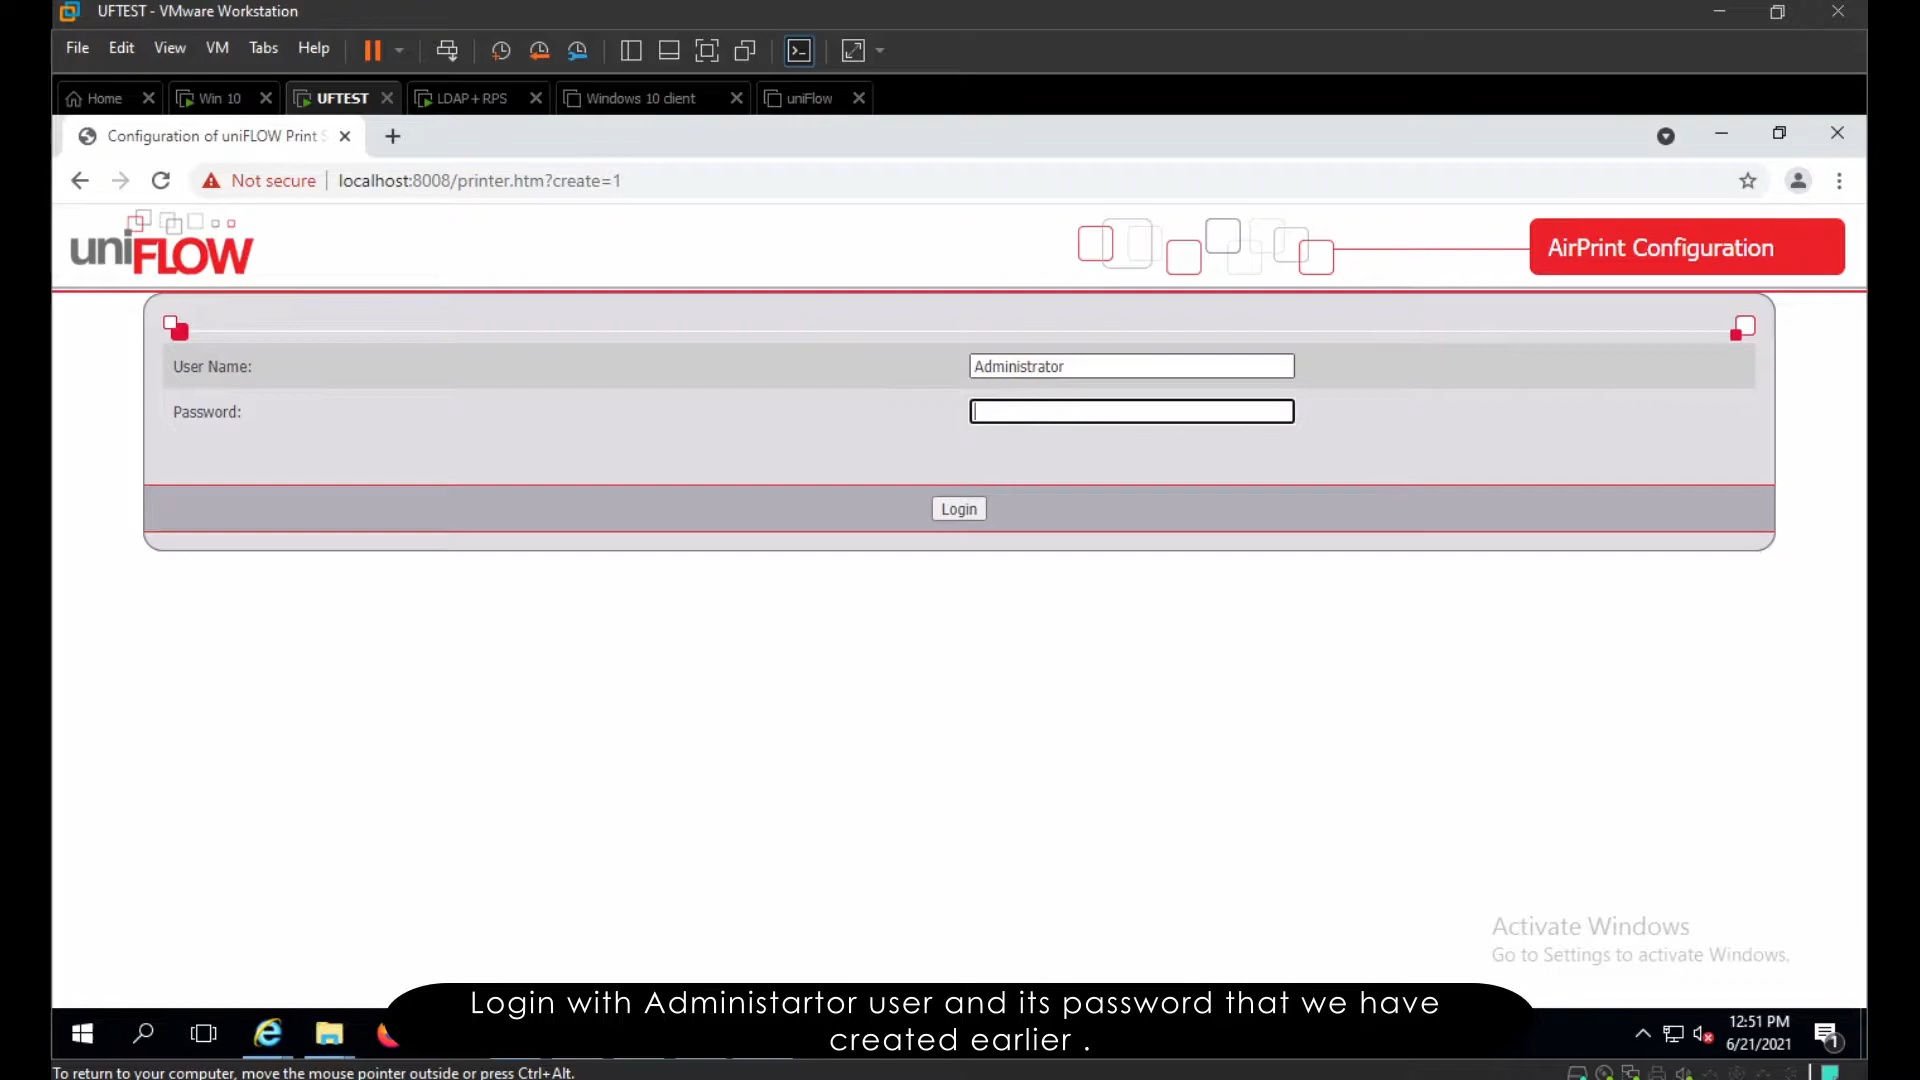 UFTEST - VMware Workstation
File Edit View VM Tabs Help
Home Win 10 UFTEST LDAP+RPS Windows 10 client uniFlow
Configuration of uniFLOW Print S
Not secure localhost:8008/printer.htm?create=1
uniFLOW
AirPrint Configuration
User Name: Administrator
Password:
Login
Activate Windows
Go to Settings to activate Windows.
Login with Administartor user and its password that we have
created earlier .
12:51 PM
6/21/2021
1
To return to your computer, move the mouse pointer outside or press Ctrl+Alt.